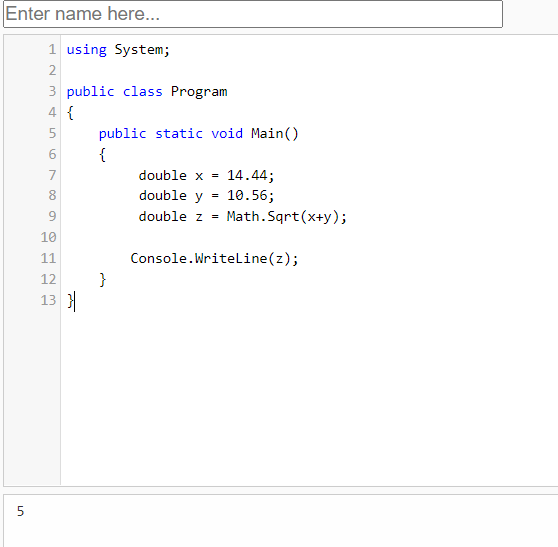 Enter name here...
1 using System;
2
3 public class Program
4 {
5     public static void Main()
6     {
7          double x = 14.44;
8          double y = 10.56;
9          double z = Math.Sqrt(x+y);
10
11         Console.WriteLine(z);
12     }
13 }
5